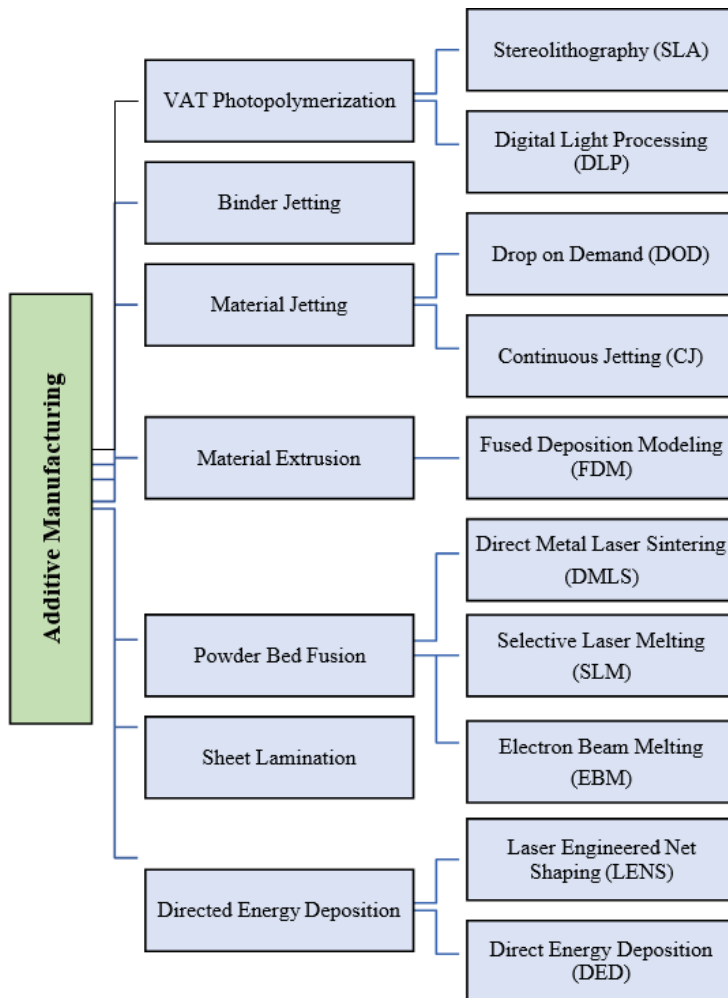 Additive Manufacturing
VAT Photopolymerization
Stereolithography (SLA)
Digital Light Processing
(DLP)
Binder Jetting
Material Jetting
Drop on Demand (DOD)
Continuous Jetting (CJ)
Material Extrusion
Fused Deposition Modeling
(FDM)
Powder Bed Fusion
Direct Metal Laser Sintering
(DMLS)
Selective Laser Melting
(SLM)
Electron Beam Melting
(EBM)
Sheet Lamination
Directed Energy Deposition
Laser Engineered Net
Shaping (LENS)
Direct Energy Deposition
(DED)